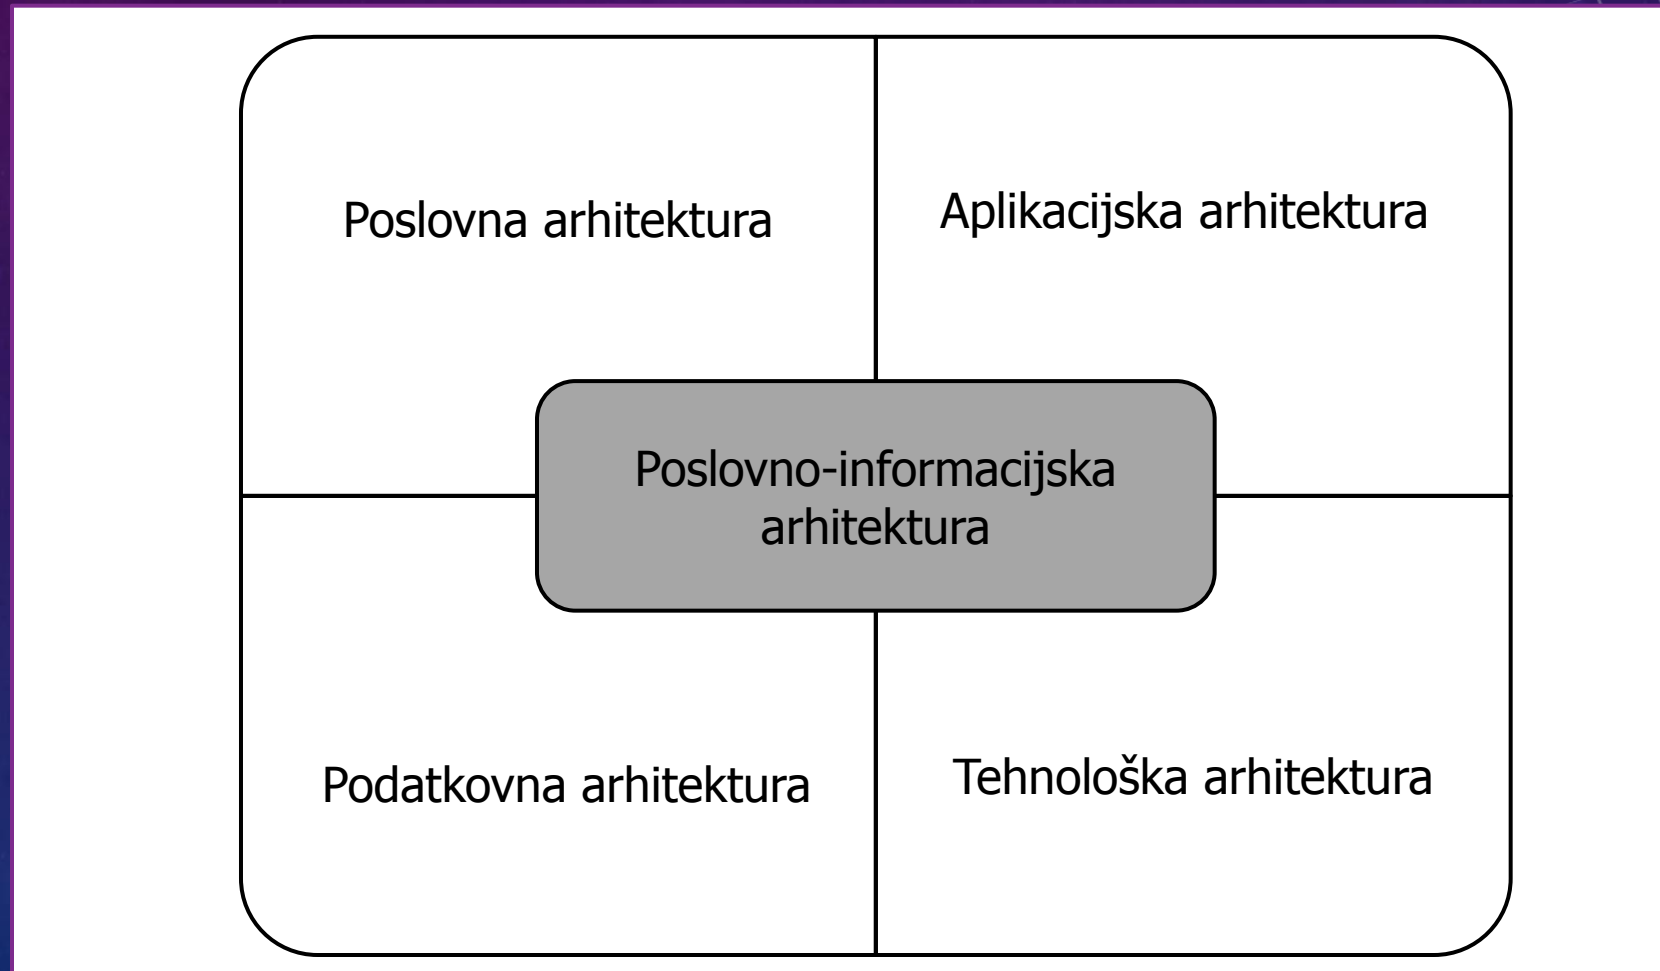 Poslovna arhitektura
Aplikacijska arhitektura
Poslovno-informacijska
arhitektura
Podatkovna arhitektura
Tehnološka arhitektura